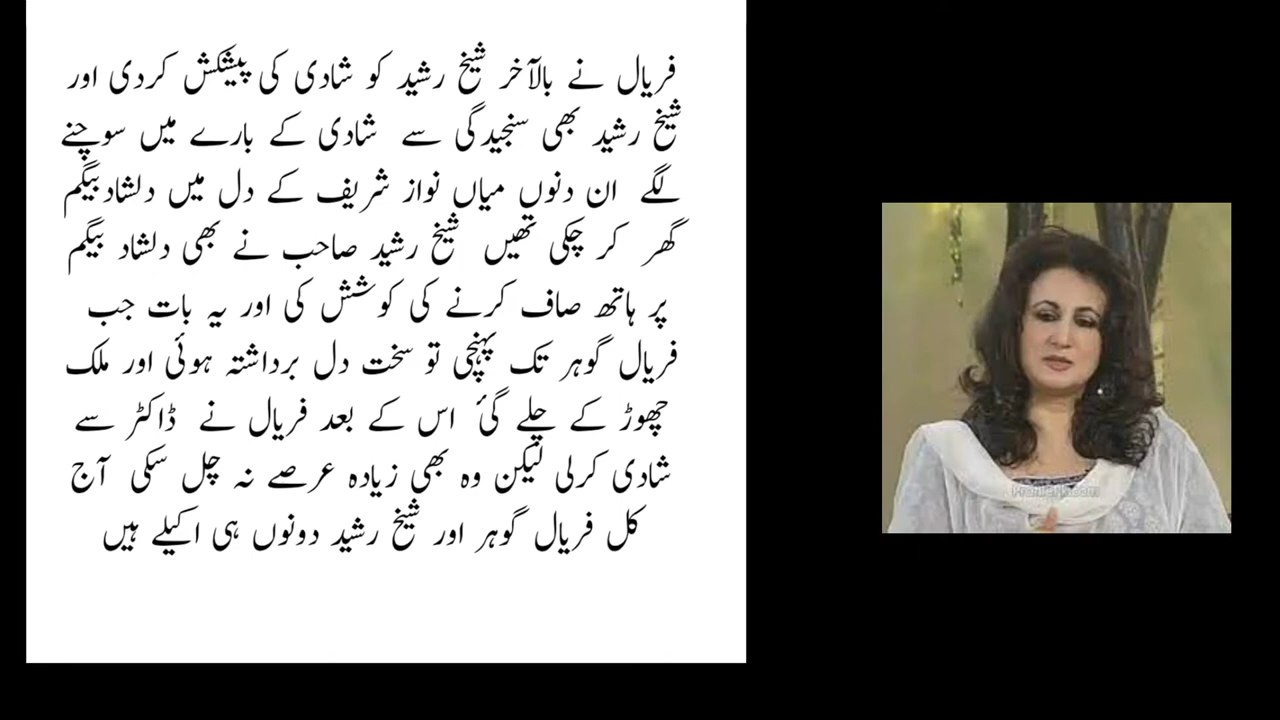 فریال نے بالآخر شیخ رشید کو شادی کی پیشکش کردی اور
شیخ رشید بھی سنجیدگی سے شادی کے بارے میں سوچنے
لگے ان دنوں میاں نواز شریف کے دل میں دلشادبیگم
گھر کر چکی تھیں شیخ رشید صاحب نے بھی دلشاد بیگم
پر ہاتھ صاف کرنے کی کوشش کی اور یہ بات جب
فریال گوہر تک پہنچی تو سخت دل برداشتہ ہوئی اور ملک
چھوڑ کے چلے گئ اس کے بعد فریال نے ڈاکٹر سے
شادی کرلی لیکن وہ بھی زیادہ عرصے نہ چل سکی آج
کل فریال گوہر اور شیخ رشید دونوں ہی اکیلے ہیں